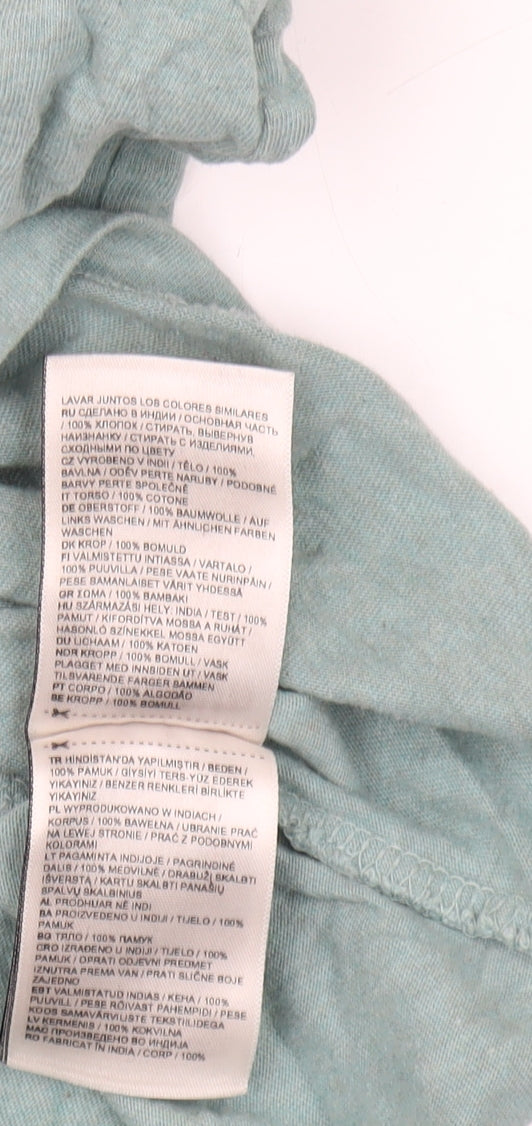 LAVAR JUNTOS LOS COLORES SIMILARES
RU СДЕЛАНО В ИНДИИ / ОСНОВНАЯ ЧАСТЬ
/ 100% ХЛОПОК / СТИРАТЬ, ВЫВЕРНУВ
НАИЗНАНКУ / СТИРАТЬ С ИЗДЕЛИЯМИ,
СХОДНЫМИ ПО ЦВЕТУ
CZ VYROBENO V INDII / TĚLO / 100%
BAVLNA / ODĚV PERTE NARUBY / PODOBNÉ
BARVY PERTE SPOLEČNĚ
IT TORSO / 100% COTONE
DE OBERSTOFF / 100% BAUMWOLLE / AUF
LINKS WASCHEN / MIT ÄHNLICHEN FARBEN
WASCHEN
DK KROP / 100% BOMULD
FI VALMISTETTU INTIASSA / VARTALO /
100% PUUVILLA / PESE VAATE NURINPÄIN /
PESE SAMANLAISET VÄRIT YHDESSÄ
GR ΣΩΜΑ / 100% ΒΑΜΒΑΚΙ
HU SZÁRMAZÁSI HELY: INDIA / TEST / 100%
PAMUT / KIFORDÍTVA MOSSA A RUHÁT /
HASONLÓ SZÍNEKKEL MOSSA EGYÜTT
DU LICHAAM / 100% KATOEN
NOR KROPP / 100% BOMULL / VASK
PLAGGET MED INNSIDEN UT / VASK
TILSVARENDE FARGER SAMMEN
PT CORPO / 100% ALGODÃO
SE KROPP / 100% BOMULL
TR HİNDİSTAN'DA YAPILMIŞTIR / BEDEN /
100% PAMUK / GİYSİYİ TERS-YÜZ EDEREK
YIKAYINIZ / BENZER RENKLERİ BİRLİKTE
YIKAYINIZ
PL WYPRODUKOWANO W INDIACH /
KORPUS / 100% BAWEŁNA / UBRANIE PRAĆ
NA LEWEJ STRONIE / PRAĆ Z PODOBNYMI
KOLORAMI
LT PAGAMINTA INDIJOJE / PAGRINDINĖ
DALIS / 100% MEDVILNĖ / DRABUŽĮ SKALBTI
IŠVERSTĄ / KARTU SKALBTI PANAŠIŲ
SPALVŲ SKALBINIUS
AL PRODHUAR NË INDI
BA PROIZVEDENO U INDIJI / TIJELO / 100%
PAMUK
BG ТЯЛО / 100% ПАМУК
CRO IZRAĐENO U INDIJI / TIJELO / 100%
PAMUK / OPRATI ODJEVNI PREDMET
IZNUTRA PREMA VAN / PRATI SLIČNE BOJE
ZAJEDNO
EST VALMISTATUD INDIAS / KEHA / 100%
PUUVILL / PESE RÕIVAST PAHEMPIDI / PESE
KOOS SAMAVÄRVILISTE TEKSTIILIDEGA
LV KERMENIS / 100% KOKVILNA
MAC ПРОИЗВЕДЕНО ВО ИНДИЈА
RO FABRICAT ÎN INDIA / CORP / 100%